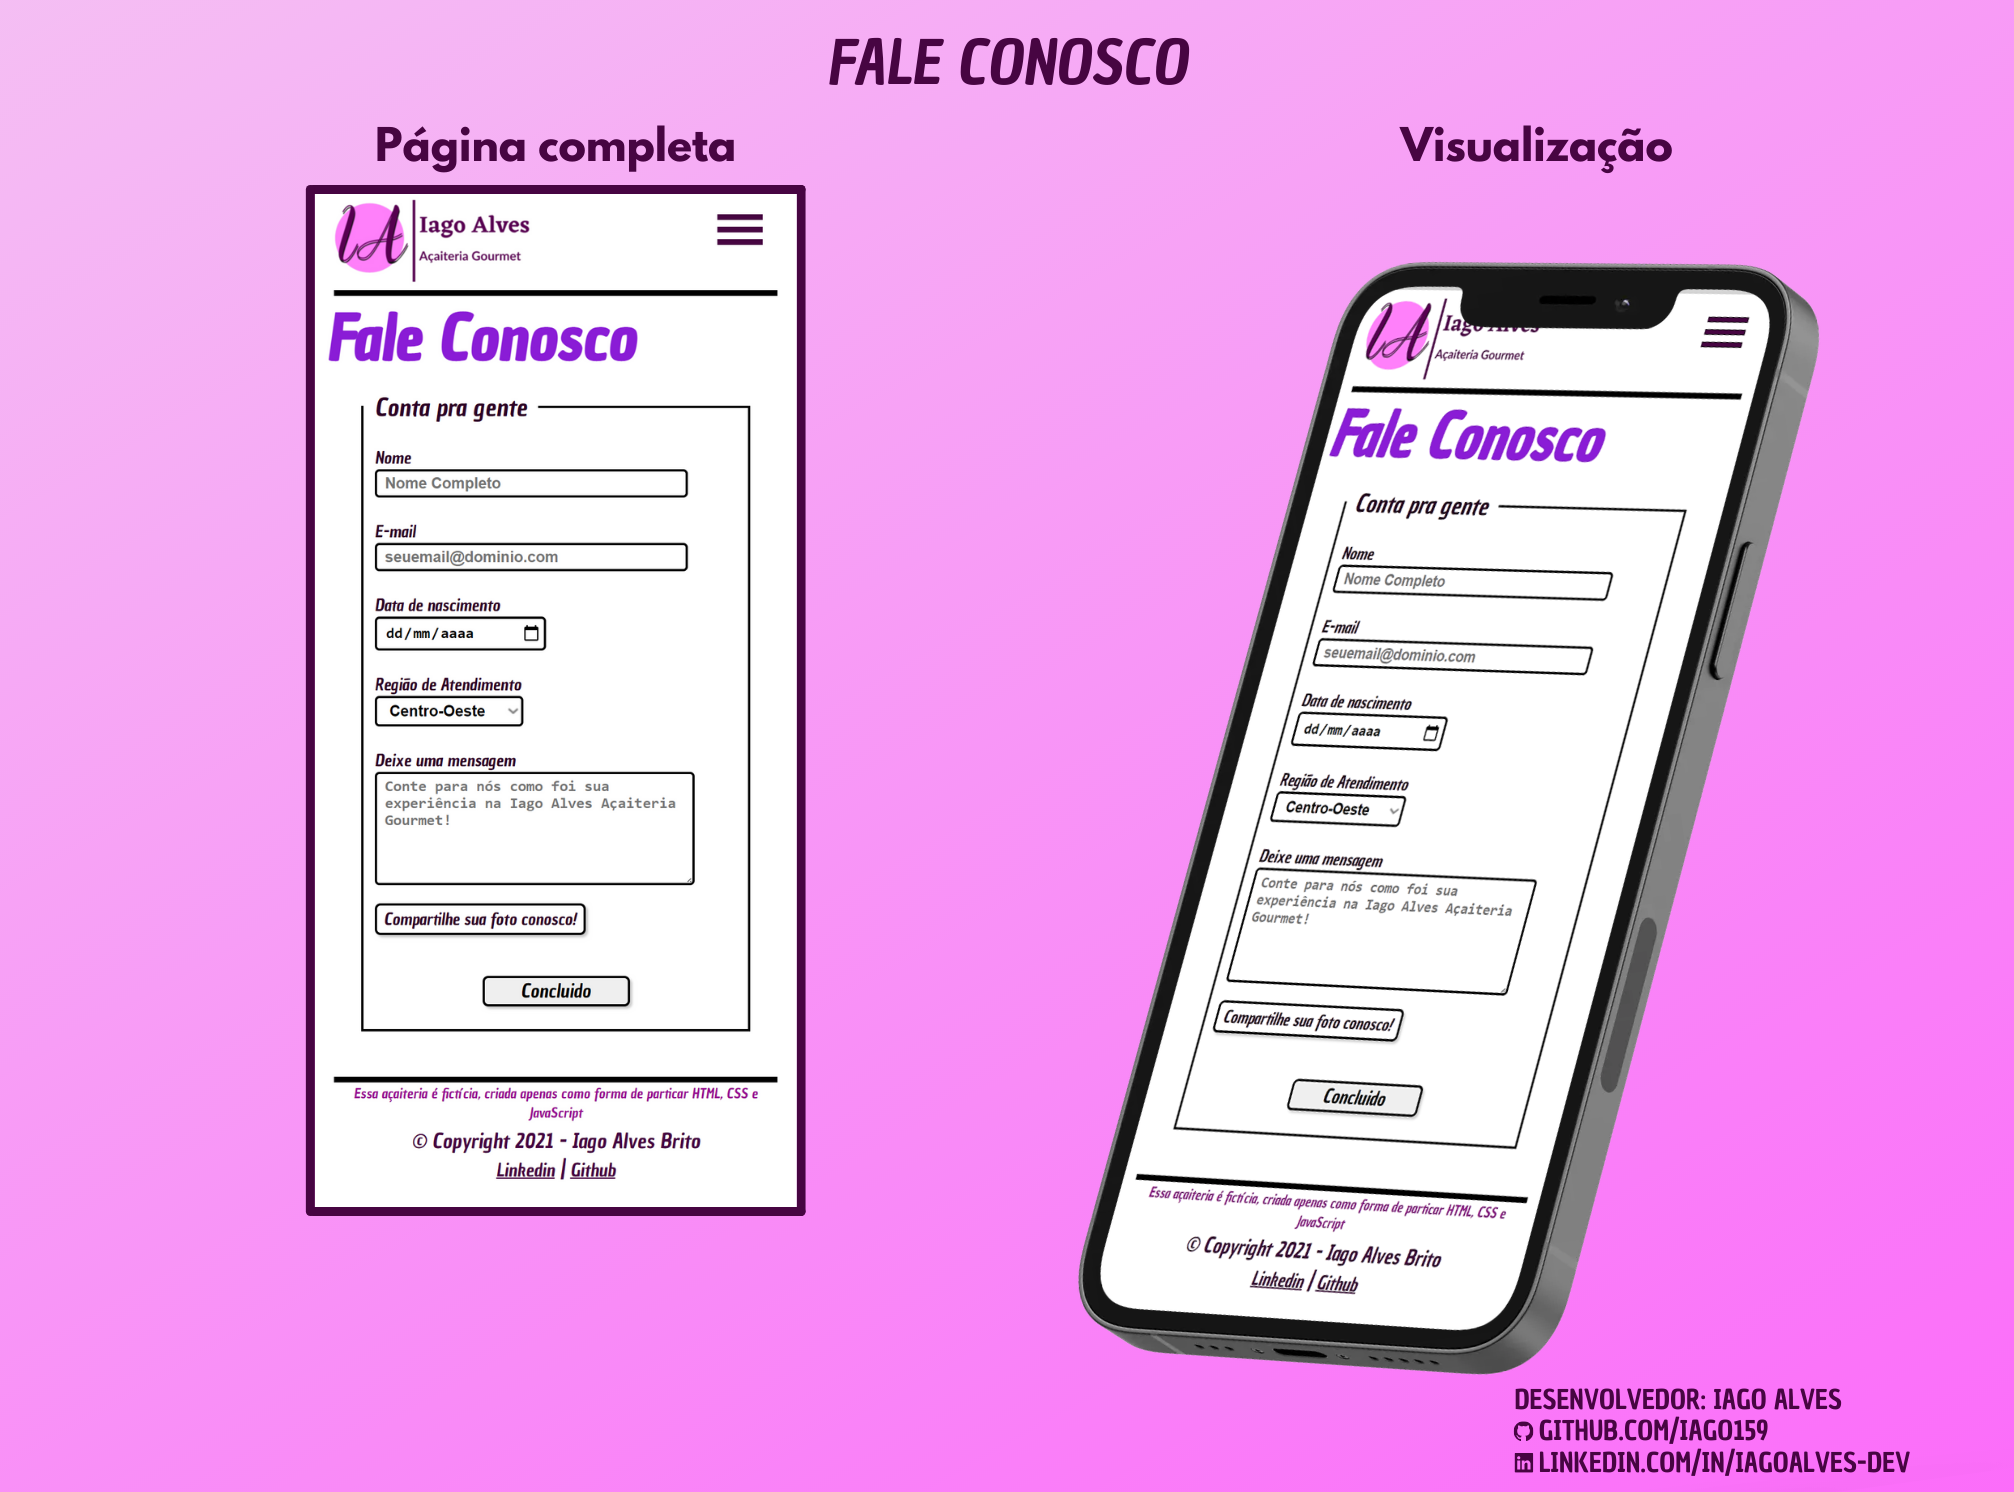 FALE CONOSCO
Página completa
IA
Iago Alves
Açaiteria Gourmet
Fale Conosco
Conta pra gente
Nome
Nome Completo
E-mail
seuemail@dominio.com
Data de nascimento
dd/mm/aaaa
Região de Atendimento
Centro-Oeste
Deixe uma mensagem
Conte para nós como foi sua
experiência na Iago Alves Açaiteria
Gourmet!
Compartilhe sua foto conosco!
Concluido
Essa açaiteria é fictícia, criada apenas como forma de particar HTML, CSS e
JavaScript
© Copyright 2021 - Iago Alves Brito
Linkedin | Github
Visualização
IA
Iago Alves
Açaiteria Gourmet
Fale Conosco
Conta pra gente
Nome
Nome Completo
E-mail
seuemail@dominio.com
Data de nascimento
dd/mm/aaaa
Região de Atendimento
Centro-Oeste
Deixe uma mensagem
Conte para nós como foi sua
experiência na Iago Alves Açaiteria
Gourmet!
Compartilhe sua foto conosco!
Concluido
Essa açaiteria é fictícia, criada apenas como forma de particar HTML, CSS e
JavaScript
© Copyright 2021 - Iago Alves Brito
Linkedin | Github
DESENVOLVEDOR: IAGO ALVES
GITHUB.COM/IAGO159
LINKEDIN.COM/IN/IAGOALVES-DEV